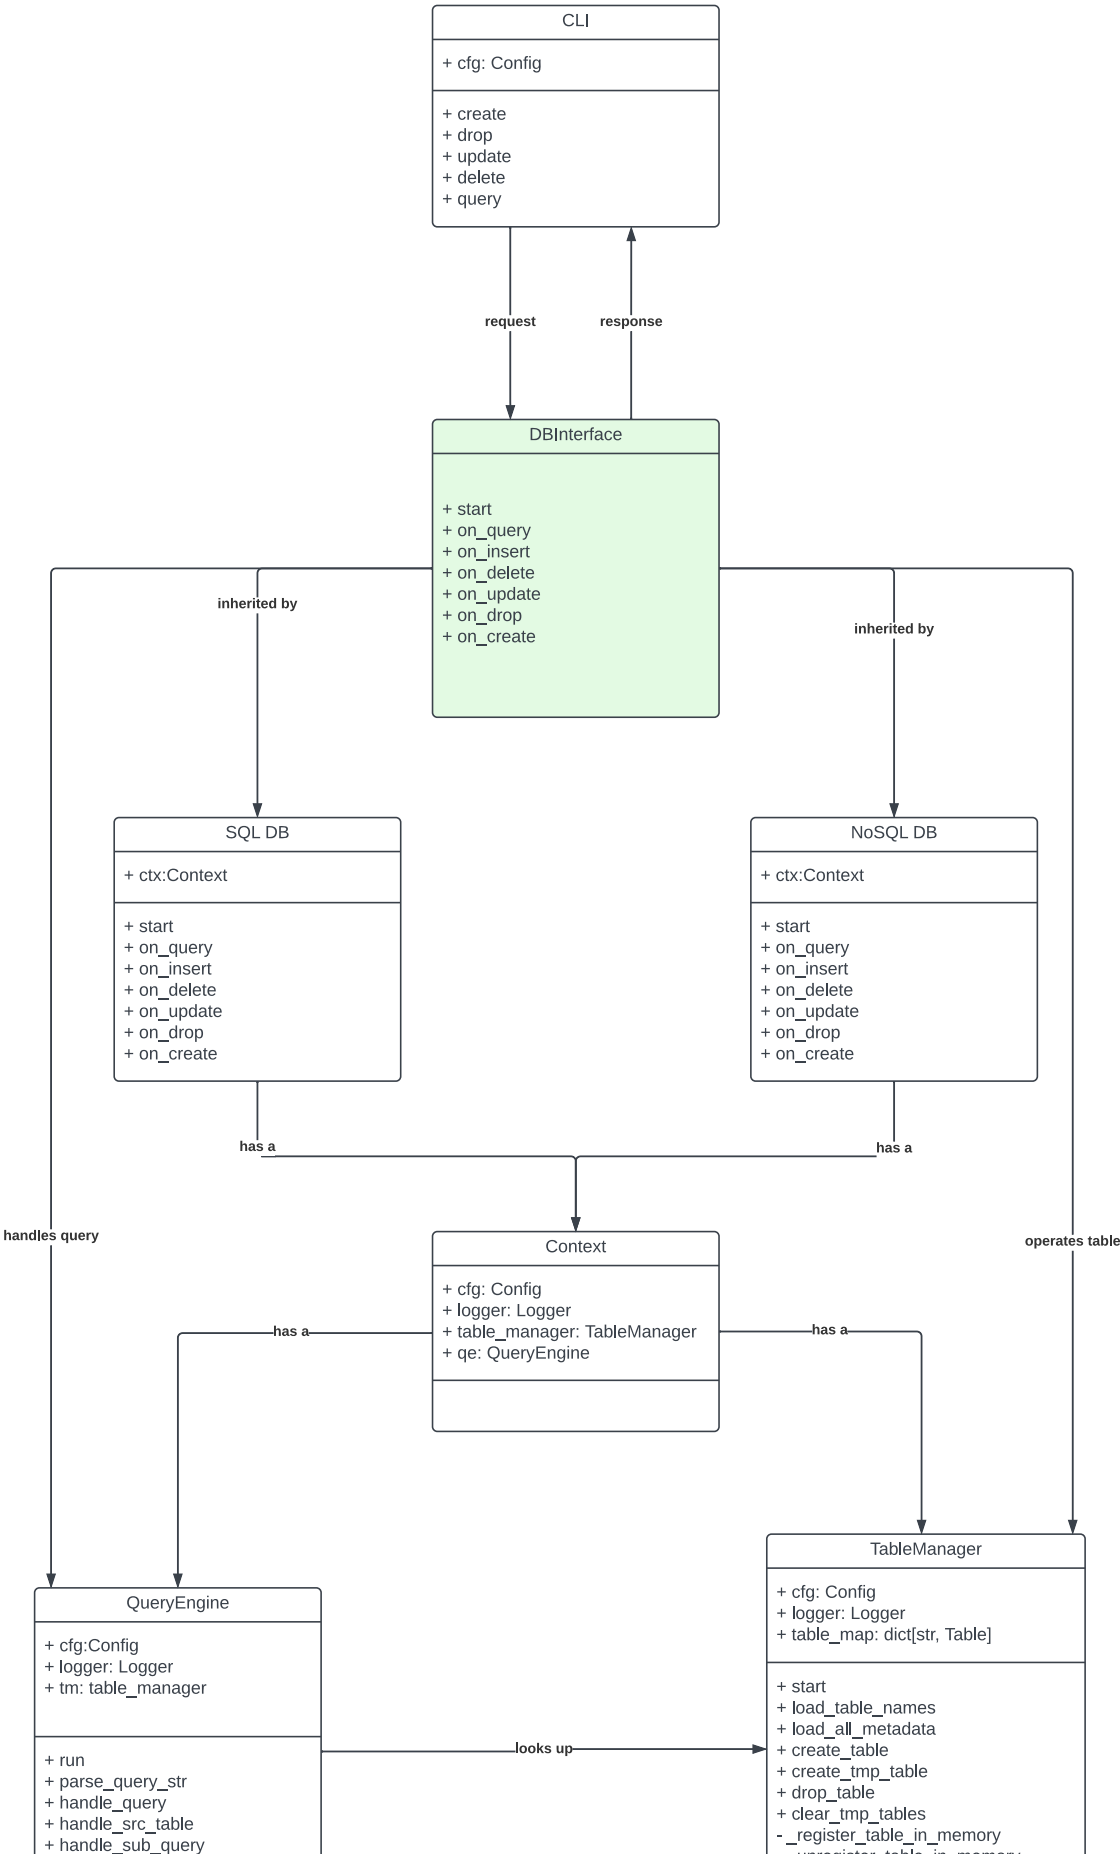 CLI
+ cfg: Config
+ create
+ drop
+ update
+ delete
+ query
request
response
DBInterface
+ start
+ on_query
+ on_insert
+ on_delete
+ on_update
+ on_drop
+ on_create
inherited by
inherited by
SQL DB
+ ctx:Context
+ start
+ on_query
+ on_insert
+ on_delete
+ on_update
+ on_drop
+ on_create
NoSQL DB
+ ctx:Context
+ start
+ on_query
+ on_insert
+ on_delete
+ on_update
+ on_drop
+ on_create
has a
has a
handles query
operates table
Context
+ cfg: Config
+ logger: Logger
+ table_manager: TableManager
+ qe: QueryEngine
has a
has a
QueryEngine
+ cfg:Config
+ logger: Logger
+ tm: table_manager
+ run
+ parse_query_str
+ handle_query
+ handle_src_table
+ handle_sub_query
looks up
TableManager
+ cfg: Config
+ logger: Logger
+ table_map: dict[str, Table]
+ start
+ load_table_names
+ load_all_metadata
+ create_table
+ create_tmp_table
+ drop_table
+ clear_tmp_tables
- _register_table_in_memory